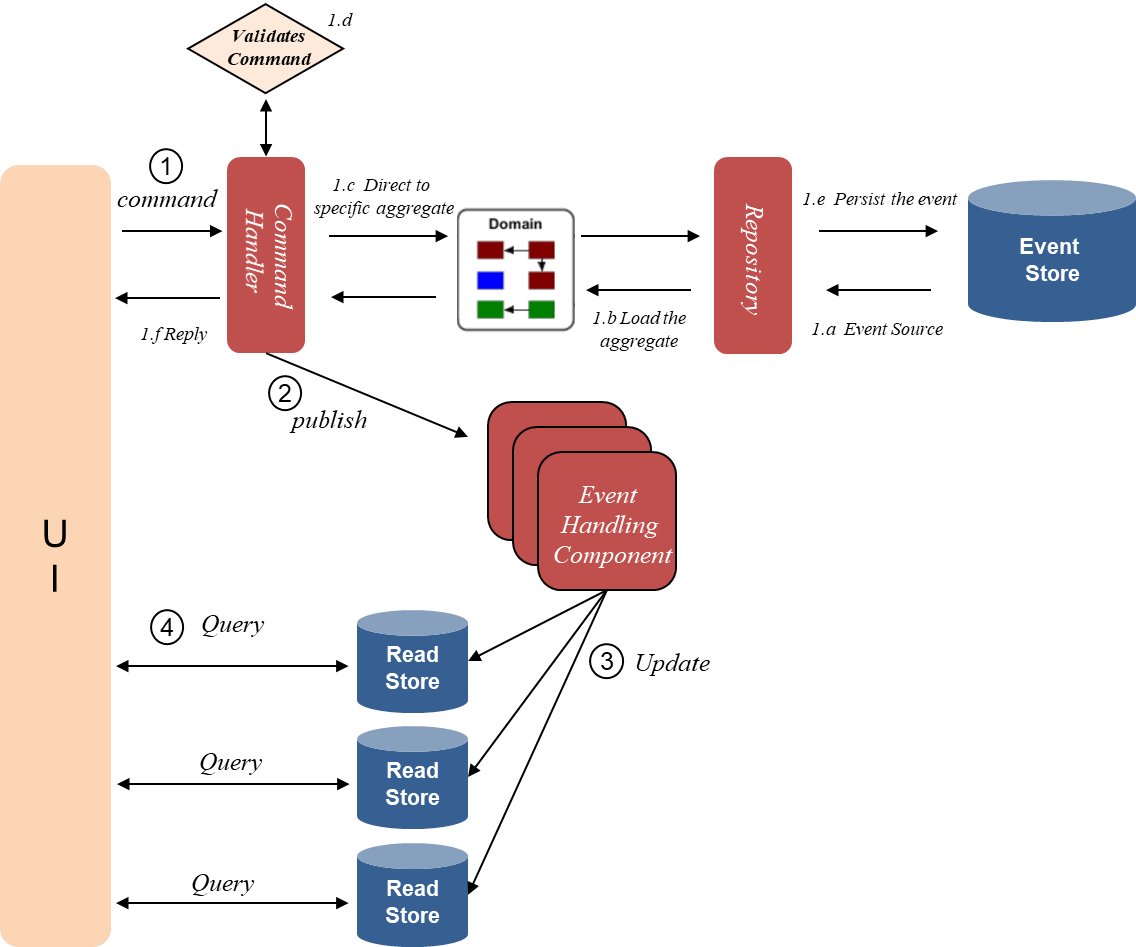 1.d
Validates
Command
1
command
1.c Direct to
specific aggregate
1.e Persist the event
Command
Handler
Domain
Repository
Event
Store
1.f Reply
1.b Load the
aggregate
1.a Event Source
2
publish
Event
Handling
Component
U
I
4
Query
3
Update
Read
Store
Query
Read
Store
Query
Read
Store